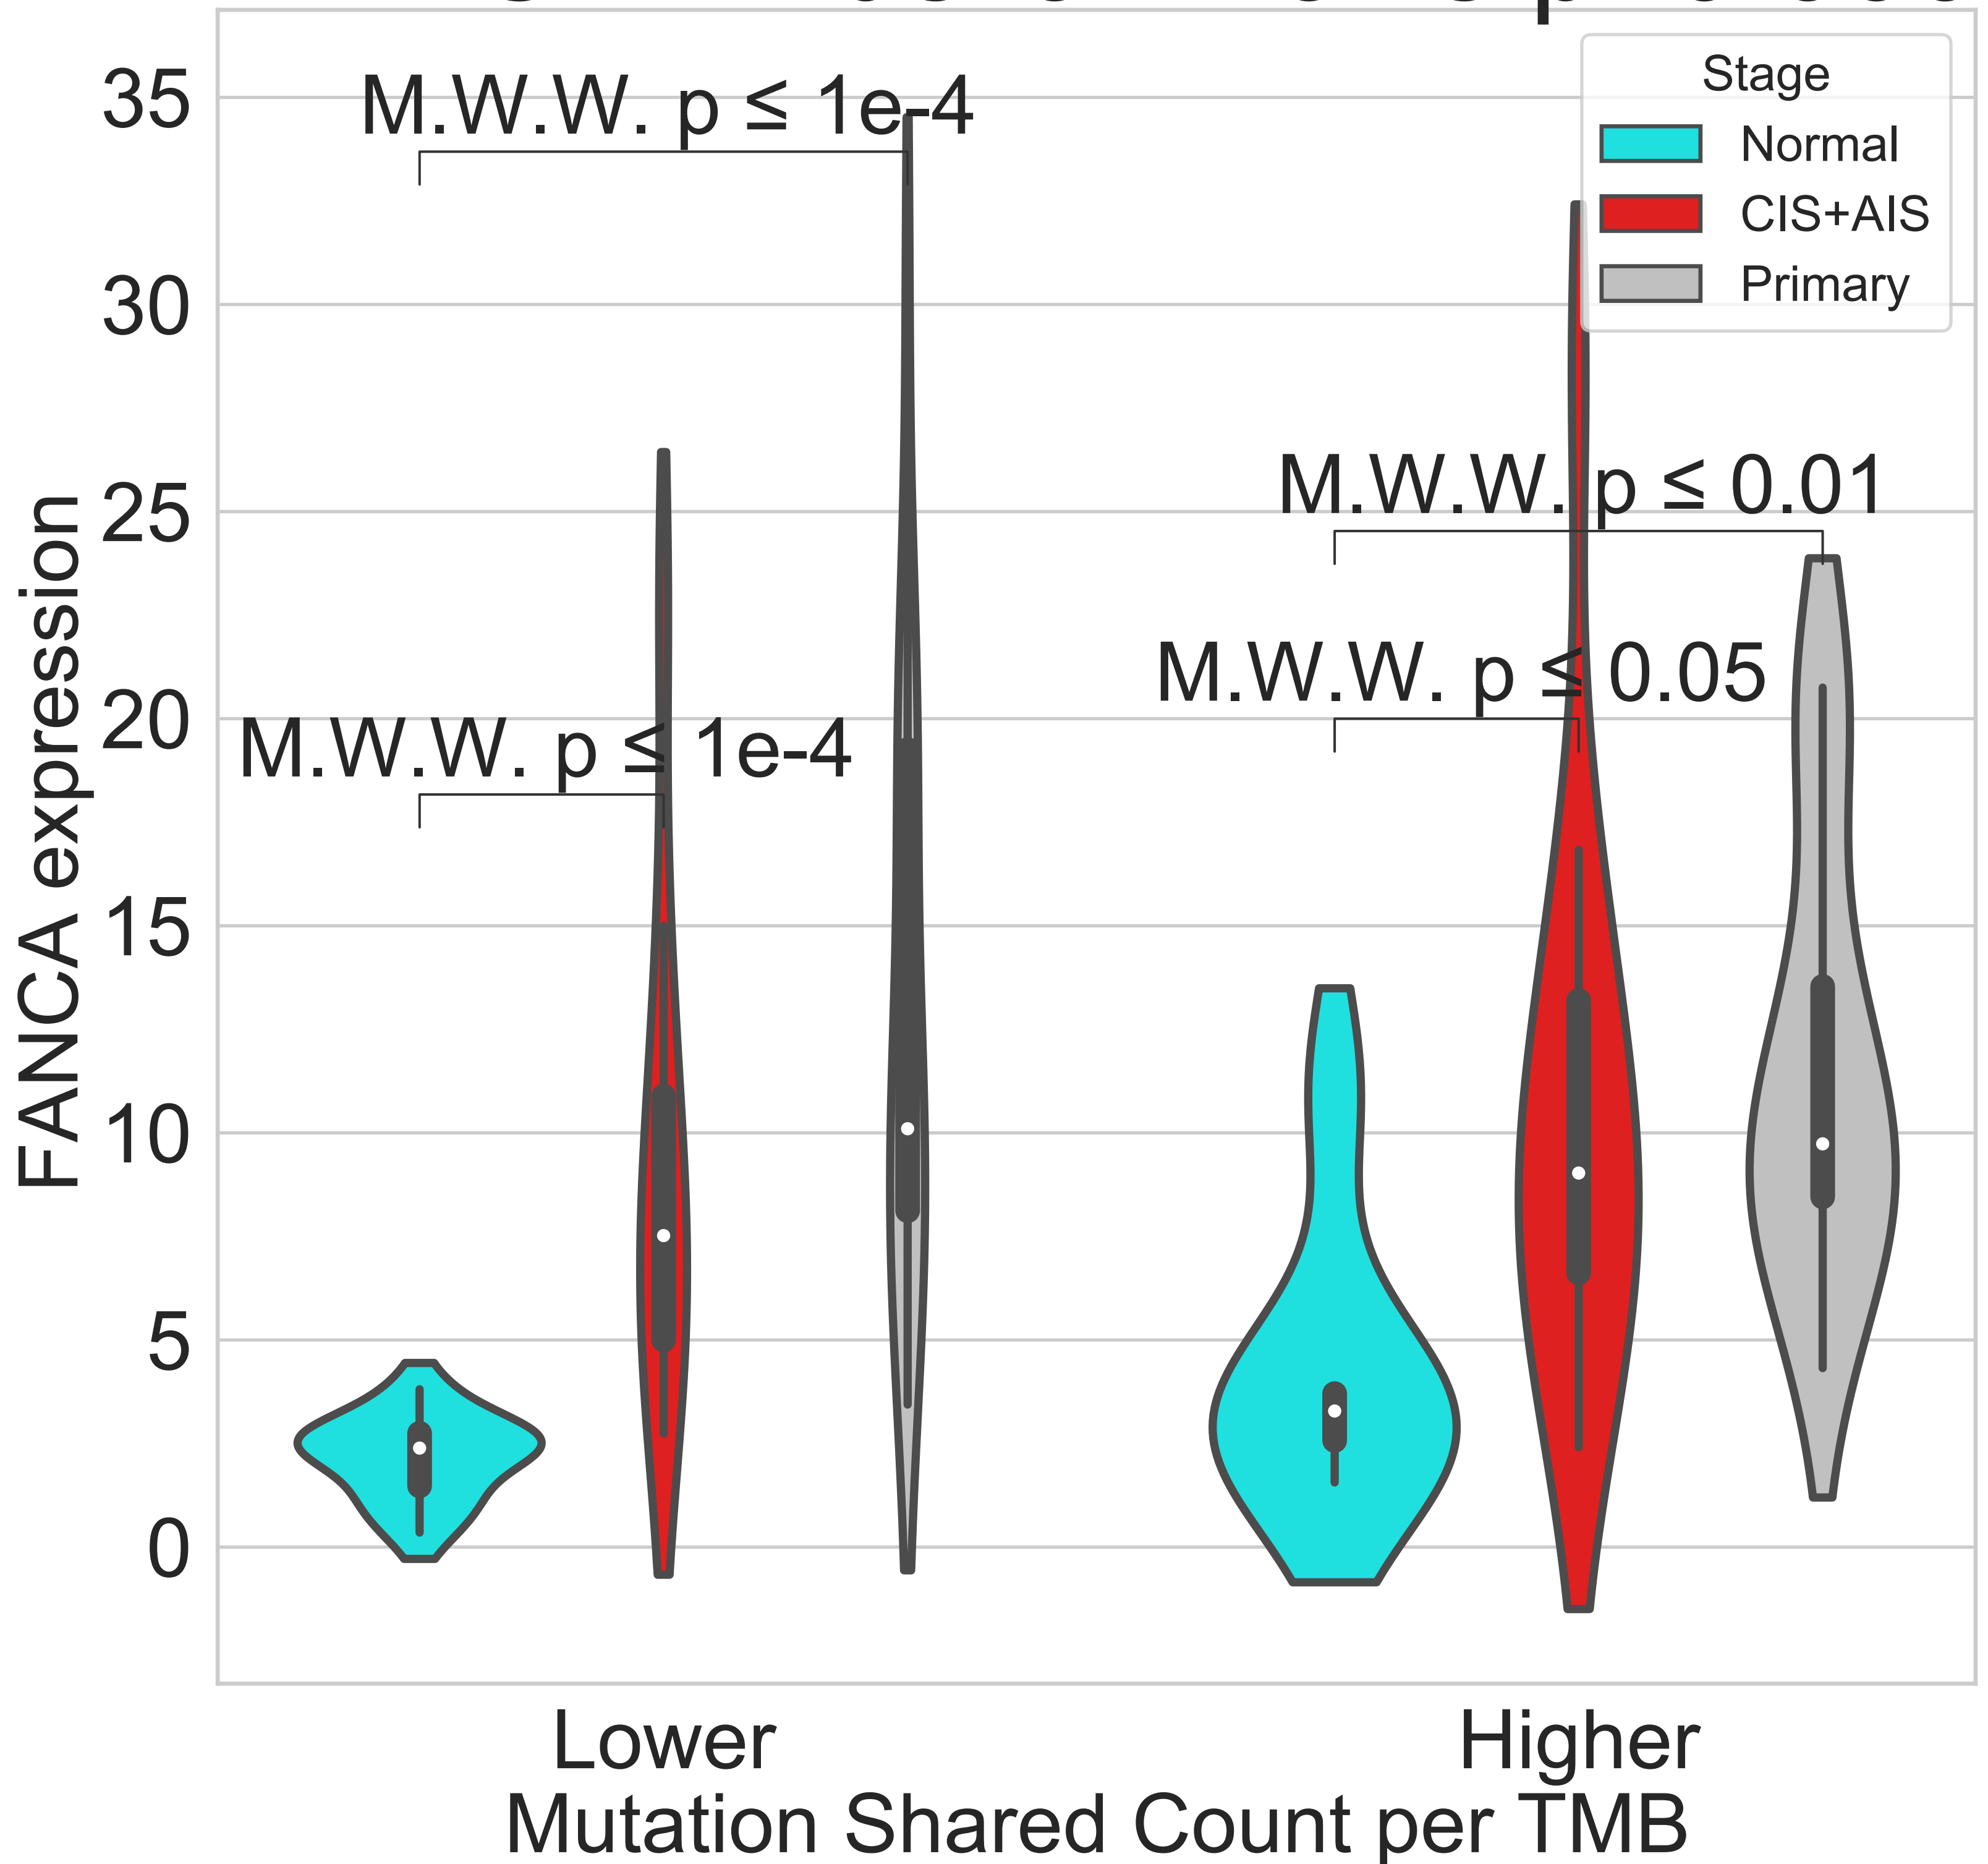 35
30
25
20
15
10
5
0
FANCA expression
M.W.W. p ≤ 1e-4
M.W.W. p ≤ 1e-4
M.W.W. p ≤ 0.01
M.W.W. p ≤ 0.05
Stage
Normal
CIS+AIS
Primary
Lower
Higher
Mutation Shared Count per TMB